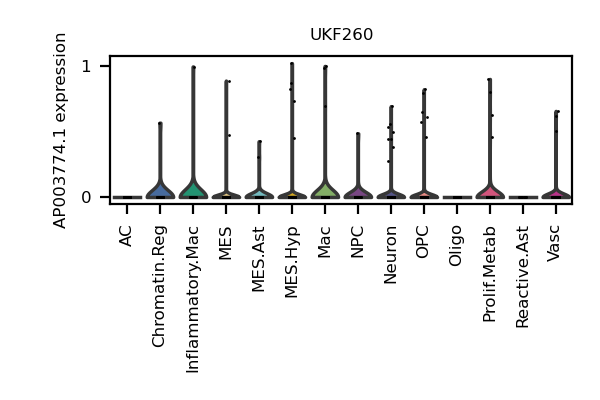 UKF260
AP003774.1 expression
1
0
AC
Chromatin.Reg
Inflammatory.Mac
MES
MES.Ast
MES.Hyp
Mac
NPC
Neuron
OPC
Oligo
Prolif.Metab
Reactive.Ast
Vasc